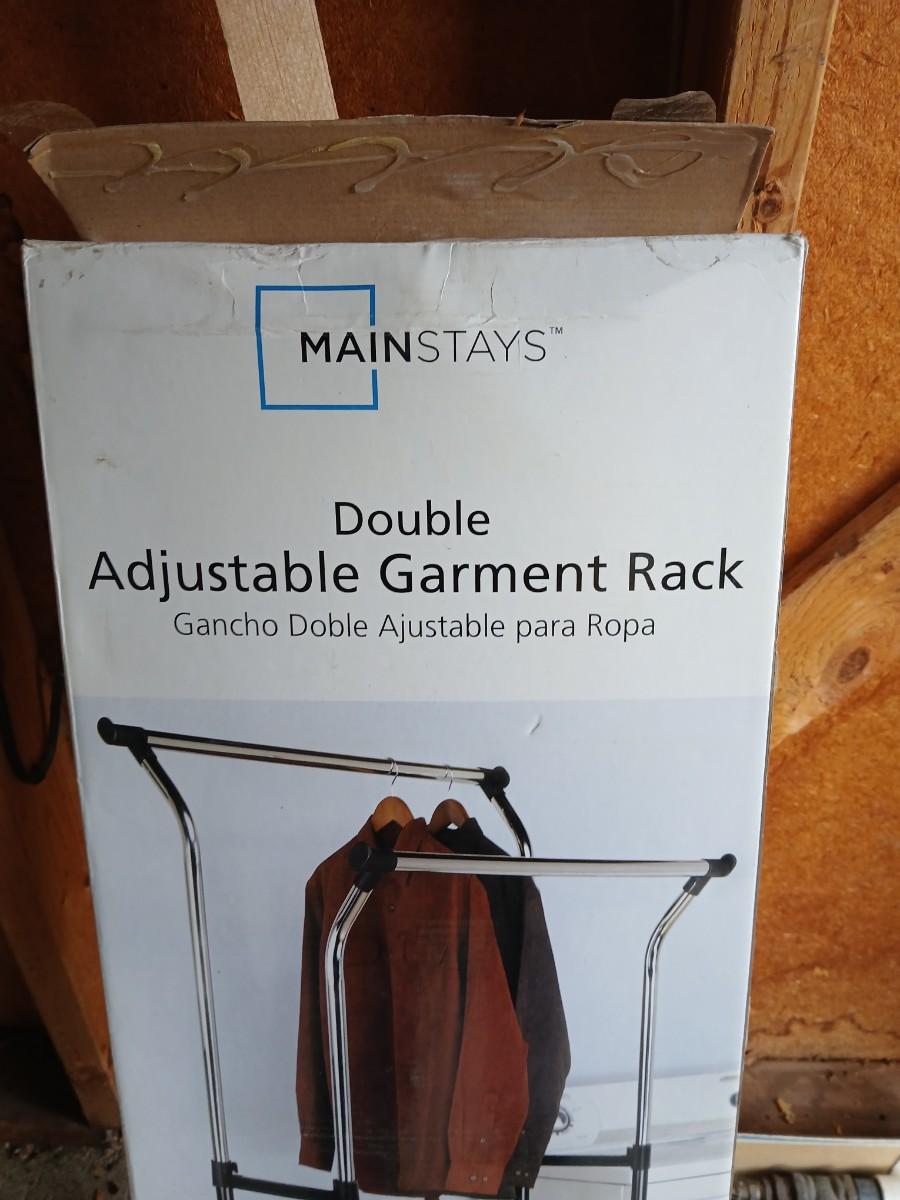 MAINSTAYS™
Double
Adjustable Garment Rack
Gancho Doble Ajustable para Ropa